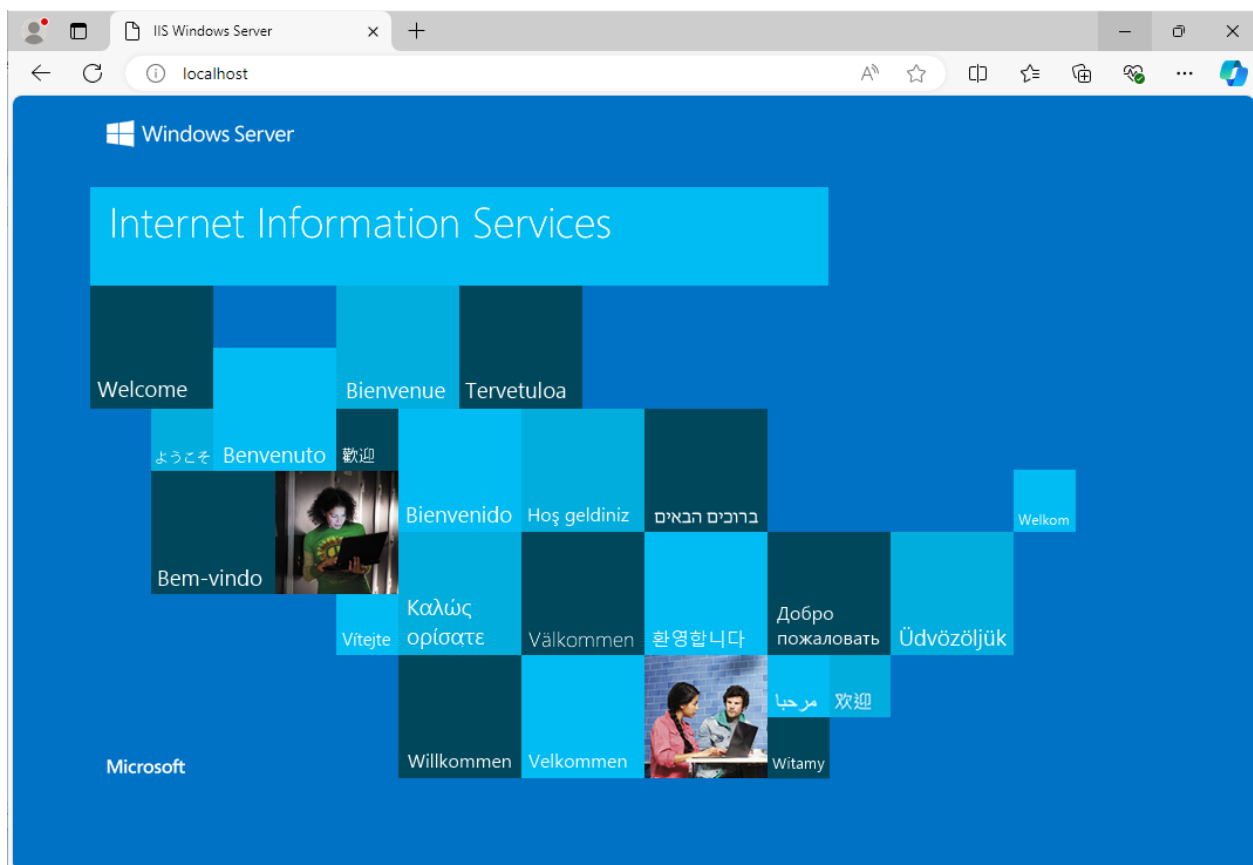 IIS Windows Server
localhost
Windows Server
Internet Information Services
Welcome
Bienvenue
Tervetuloa
ようこそ
Benvenuto
歡迎
Bienvenido
Hoş geldiniz
ברוכים הבאים
Welkom
Bem-vindo
Vítejte
Καλώς
ορίσατε
Välkommen
환영합니다
Добро
пожаловать
Üdvözöljük
مرحبا
欢迎
Willkommen
Velkommen
Witamy
Microsoft